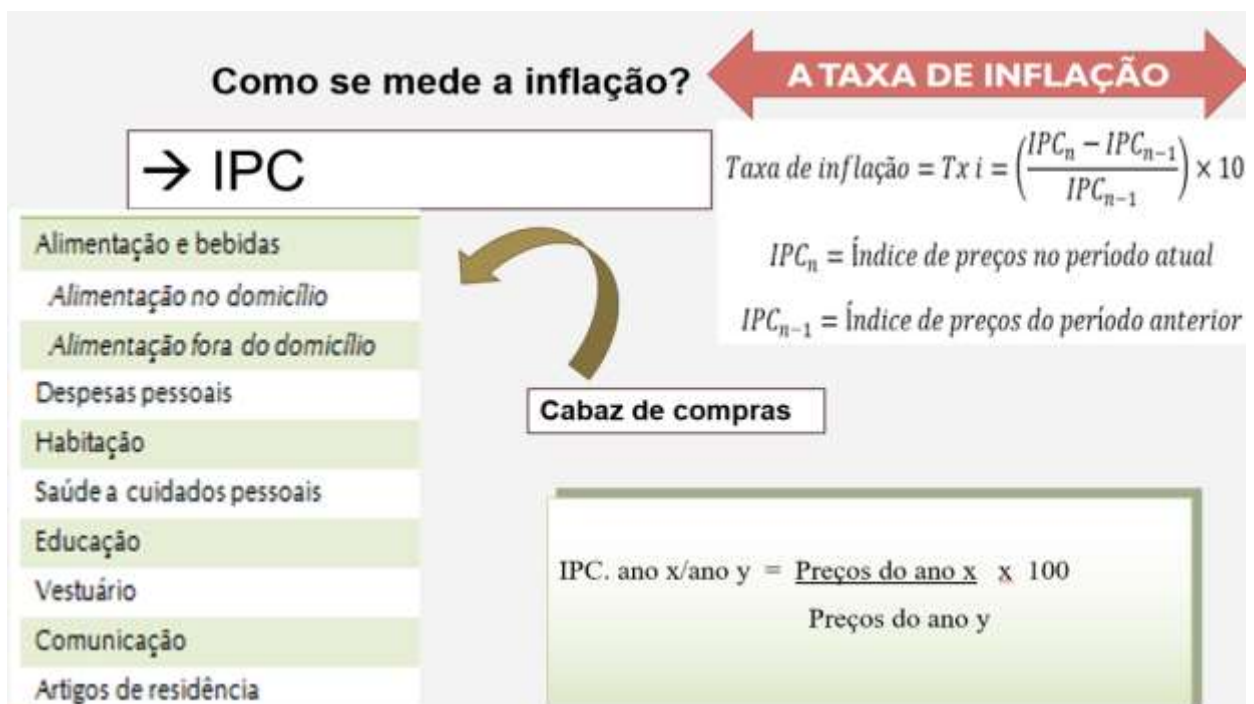 Como se mede a inflação?
A TAXA DE INFLAÇÃO
→ IPC
Taxa de inflação = Tx i = ((IPCₙ − IPCₙ₋₁) / IPCₙ₋₁) × 10
IPCₙ = Índice de preços no período atual
IPCₙ₋₁ = Índice de preços do período anterior
Alimentação e bebidas
Alimentação no domicílio
Alimentação fora do domicílio
Despesas pessoais
Habitação
Saúde a cuidados pessoais
Educação
Vestuário
Comunicação
Artigos de residência
Cabaz de compras
IPC. ano x/ano y = Preços do ano x x 100
Preços do ano y